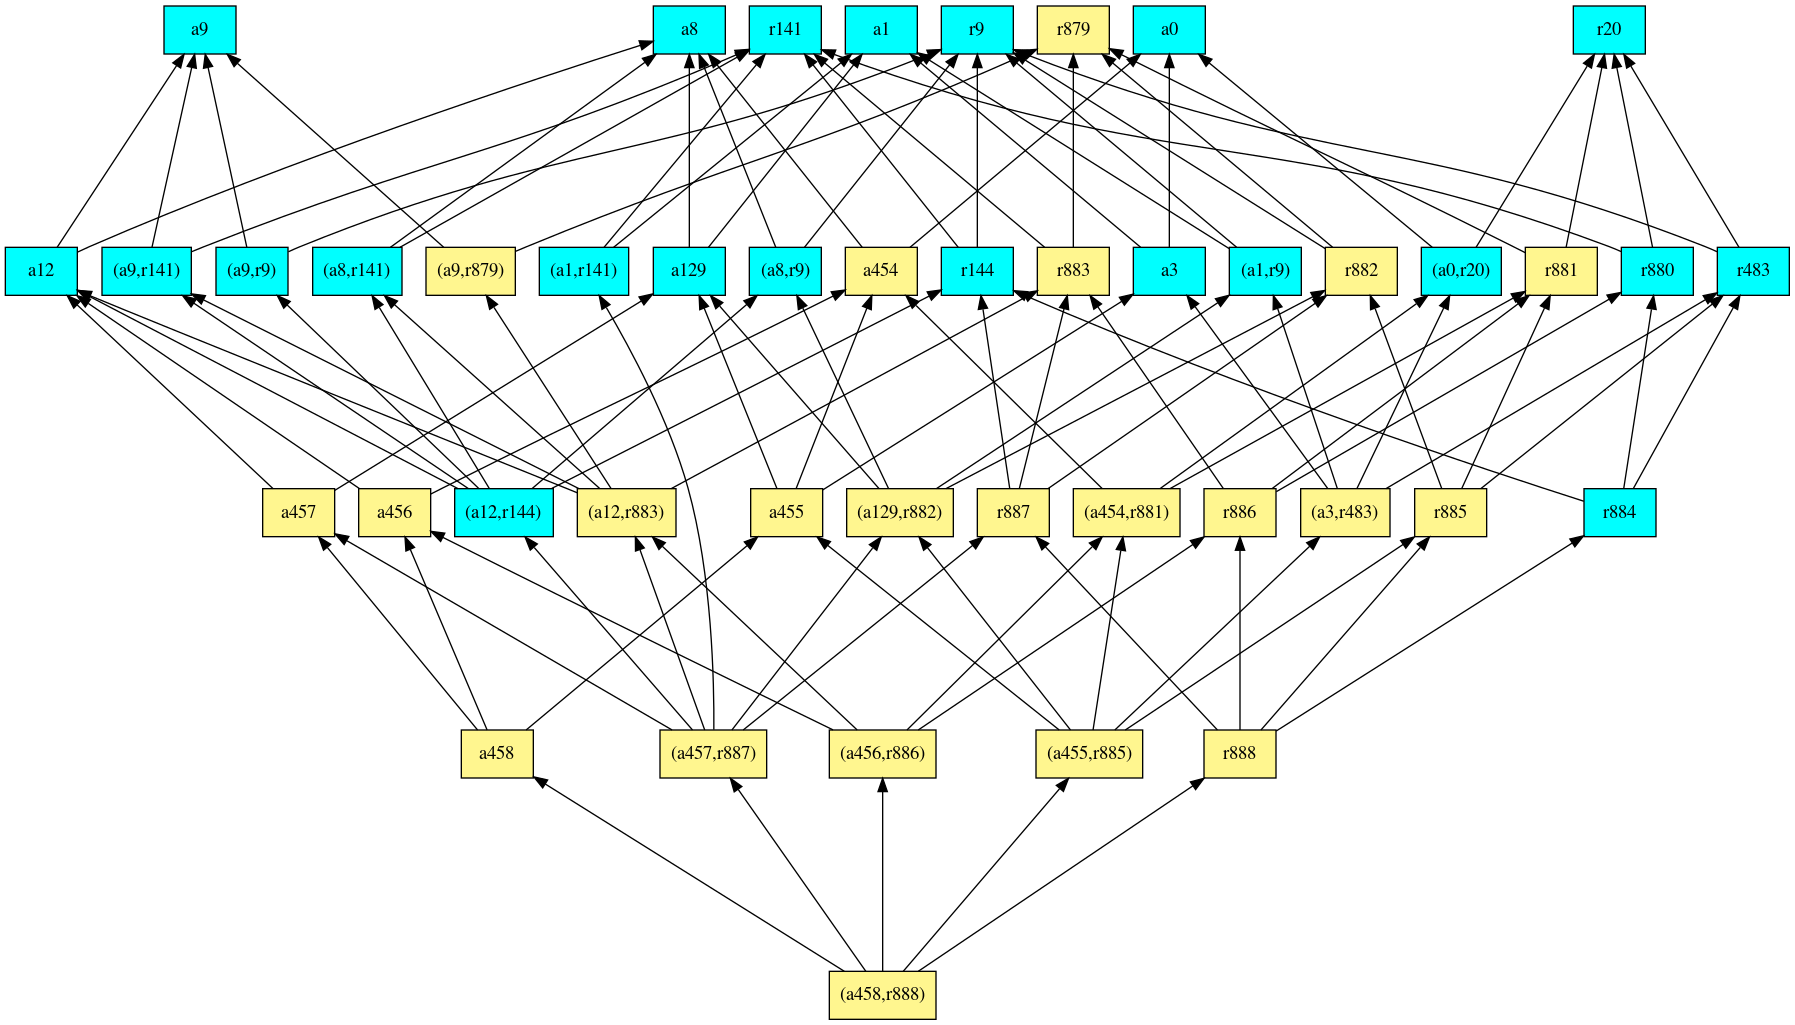 a9
a8
r141
a1
r9
r879
a0
r20
a12
(a9,r141)
(a9,r9)
(a8,r141)
(a9,r879)
(a1,r141)
a129
(a8,r9)
a454
r144
r883
a3
(a1,r9)
r882
(a0,r20)
r881
r880
r483
a457
a456
(a12,r144)
(a12,r883)
a455
(a129,r882)
r887
(a454,r881)
r886
(a3,r483)
r885
r884
a458
(a457,r887)
(a456,r886)
(a455,r885)
r888
(a458,r888)